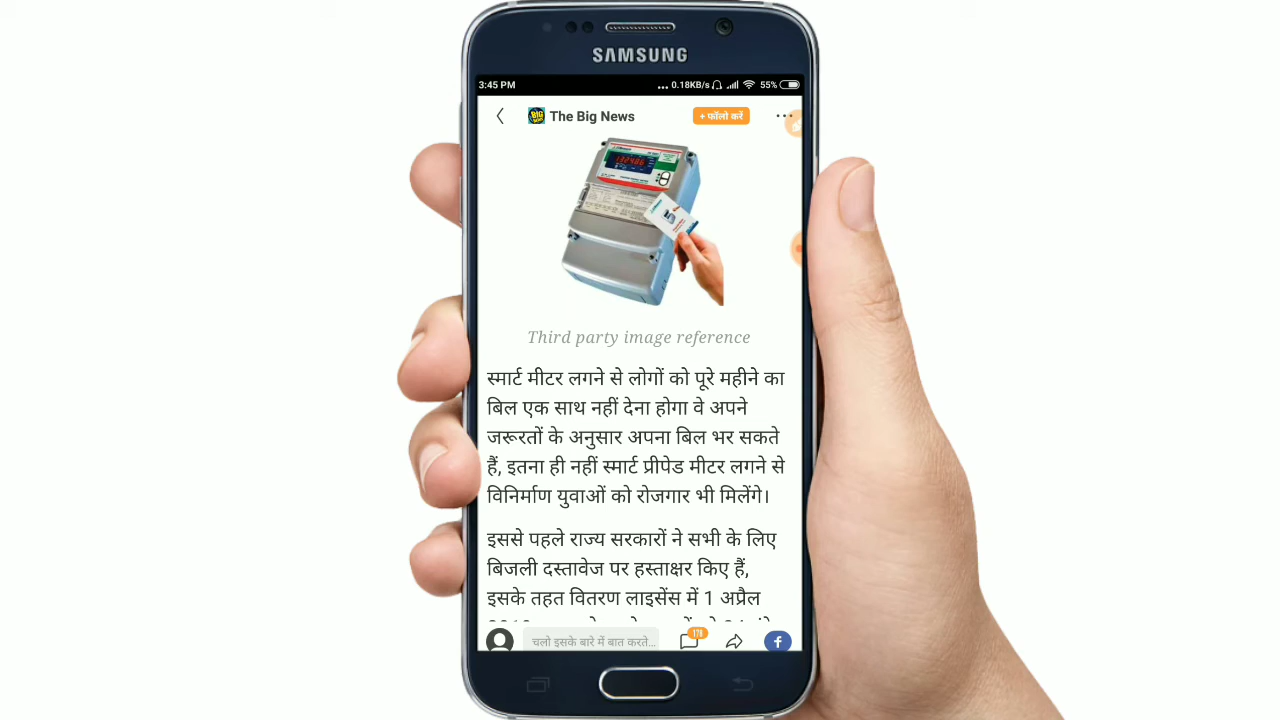 SAMSUNG
3:45 PM
... 0.18KB/s
55%
The Big News
+ फॉलो करें
Third party image reference
स्मार्ट मीटर लगने से लोगों को पूरे महीने का
बिल एक साथ नहीं देना होगा वे अपने
जरूरतों के अनुसार अपना बिल भर सकते
हैं, इतना ही नहीं स्मार्ट प्रीपेड मीटर लगने से
विनिर्माण युवाओं को रोजगार भी मिलेंगे।
इससे पहले राज्य सरकारों ने सभी के लिए
बिजली दस्तावेज पर हस्ताक्षर किए हैं,
इसके तहत वितरण लाइसेंस में 1 अप्रैल
चलो इसके बारे में बात करते...
178